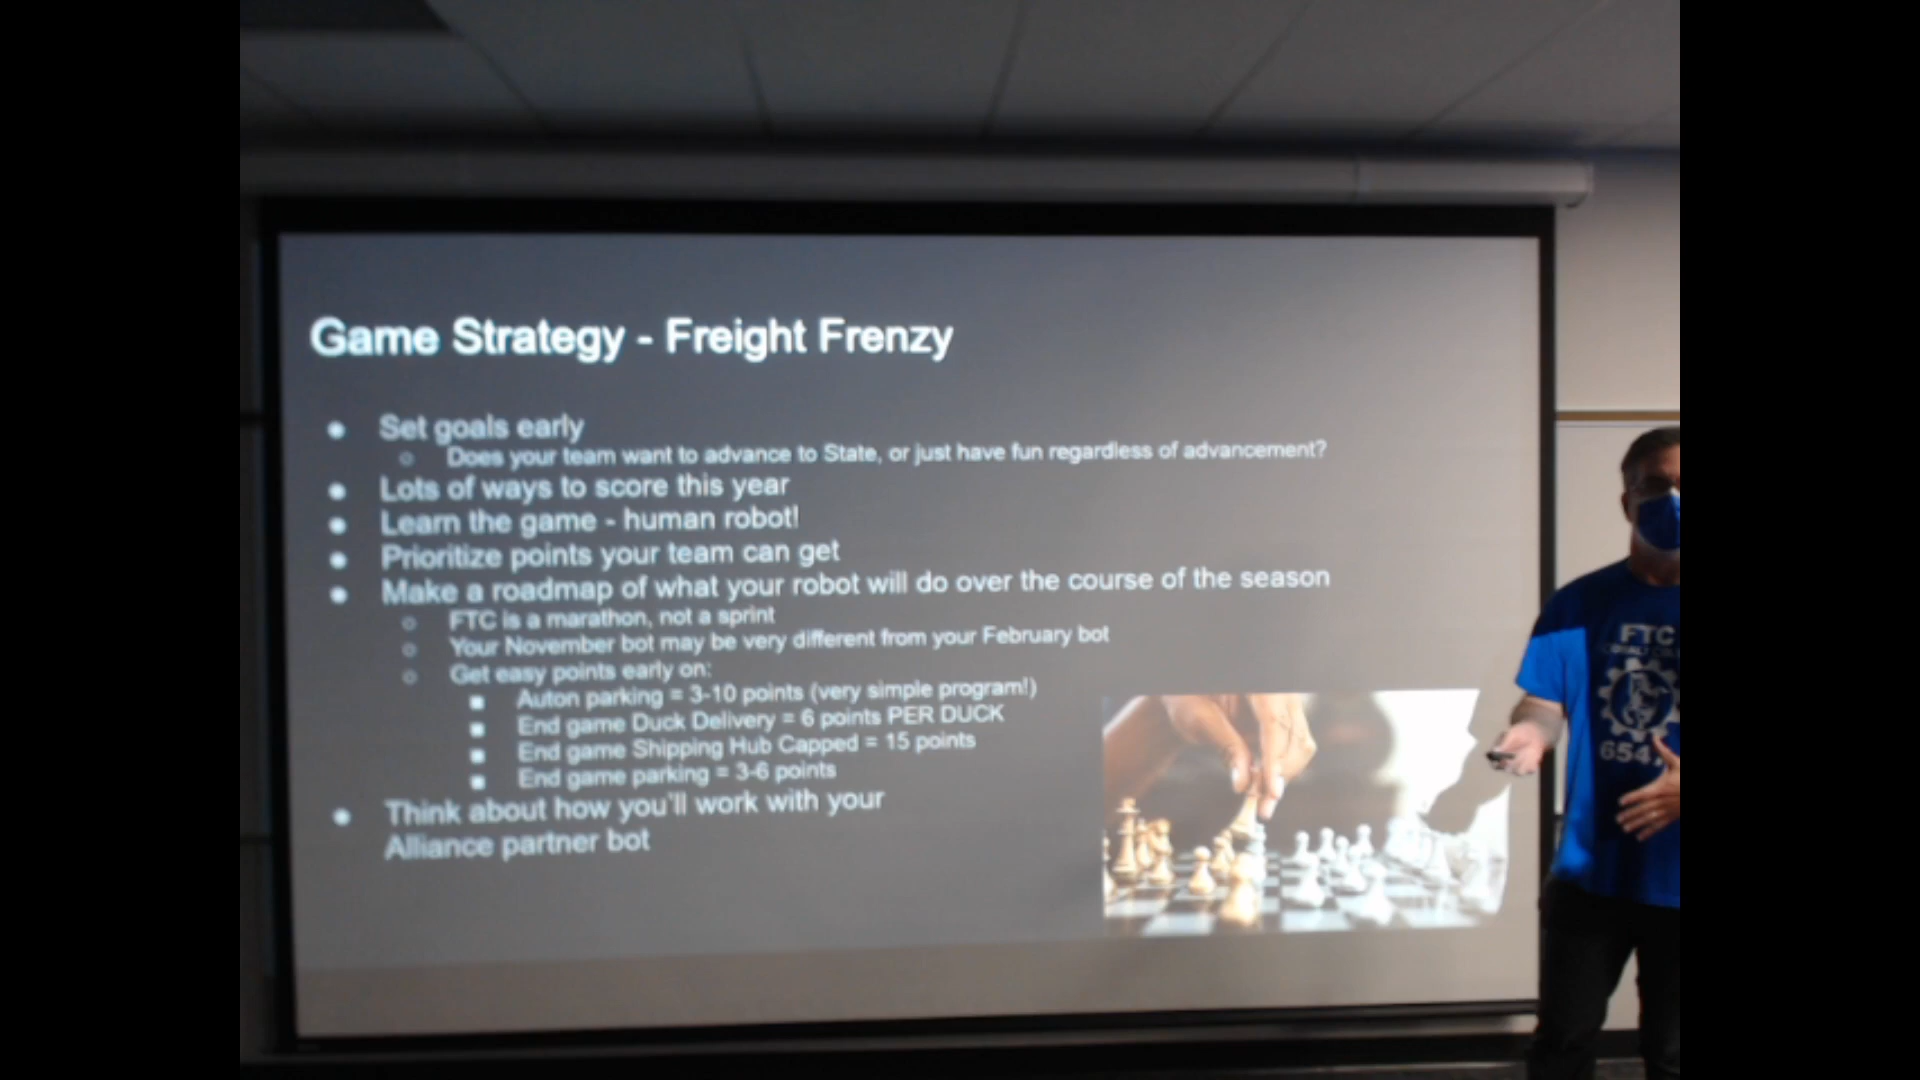 Game Strategy - Freight Frenzy
Set goals early
Does your team want to advance to State, or just have fun regardless of advancement?
Lots of ways to score this year
Learn the game - human robot!
Prioritize points your team can get
Make a roadmap of what your robot will do over the course of the season
FTC is a marathon, not a sprint
Your November bot may be very different from your February bot
Get easy points early on:
Auton parking = 3-10 points (very simple program!)
End game Duck Delivery = 6 points PER DUCK
End game Shipping Hub Capped = 15 points
End game parking = 3-6 points
Think about how you'll work with your
Alliance partner bot
FTC
654